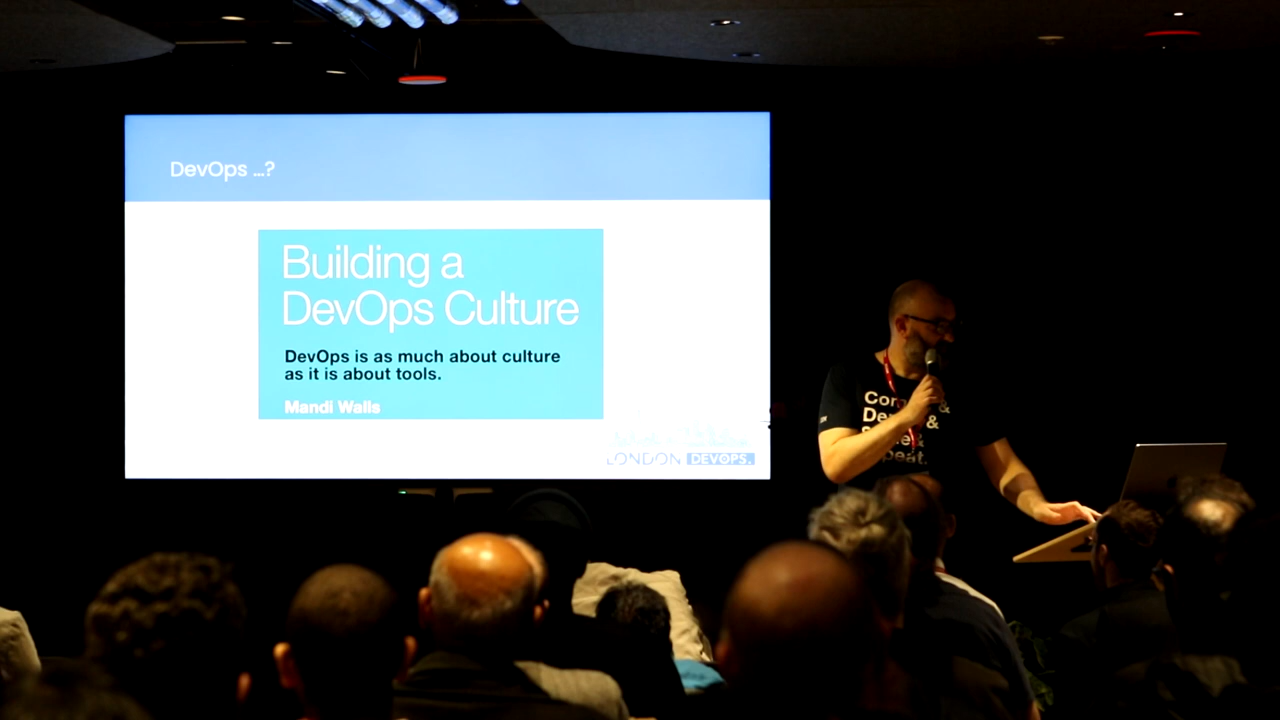 DevOps ...?
Building a
DevOps Culture
DevOps is as much about culture
as it is about tools.
Mandi Walls
LONDON DEVOPS.
&
&